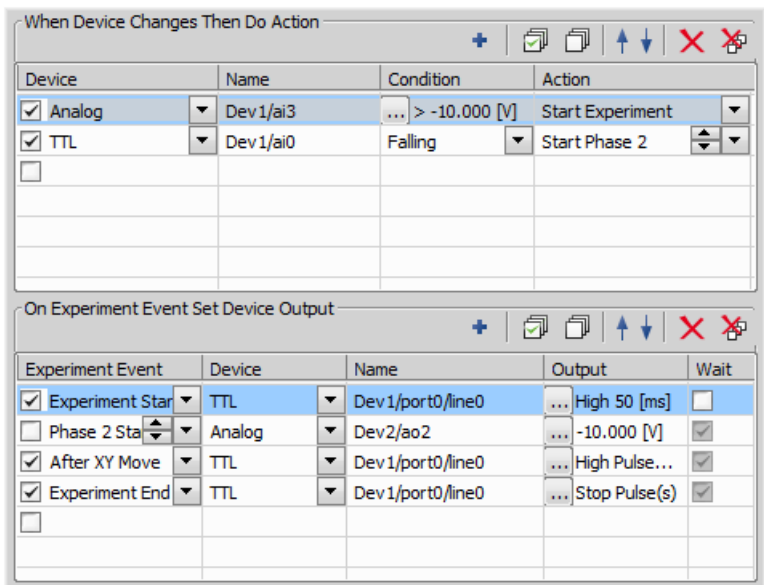 When Device Changes Then Do Action
Device Name Condition Action
Analog Dev1/ai3 ... > -10.000 [V] Start Experiment
TTL Dev1/ai0 Falling Start Phase 2
On Experiment Event Set Device Output
Experiment Event Device Name Output Wait
Experiment Star TTL Dev1/port0/line0 ... High 50 [ms]
Phase 2 Sta Analog Dev2/ao2 ... -10.000 [V]
After XY Move TTL Dev1/port0/line0 ... High Pulse...
Experiment End TTL Dev1/port0/line0 ... Stop Pulse(s)